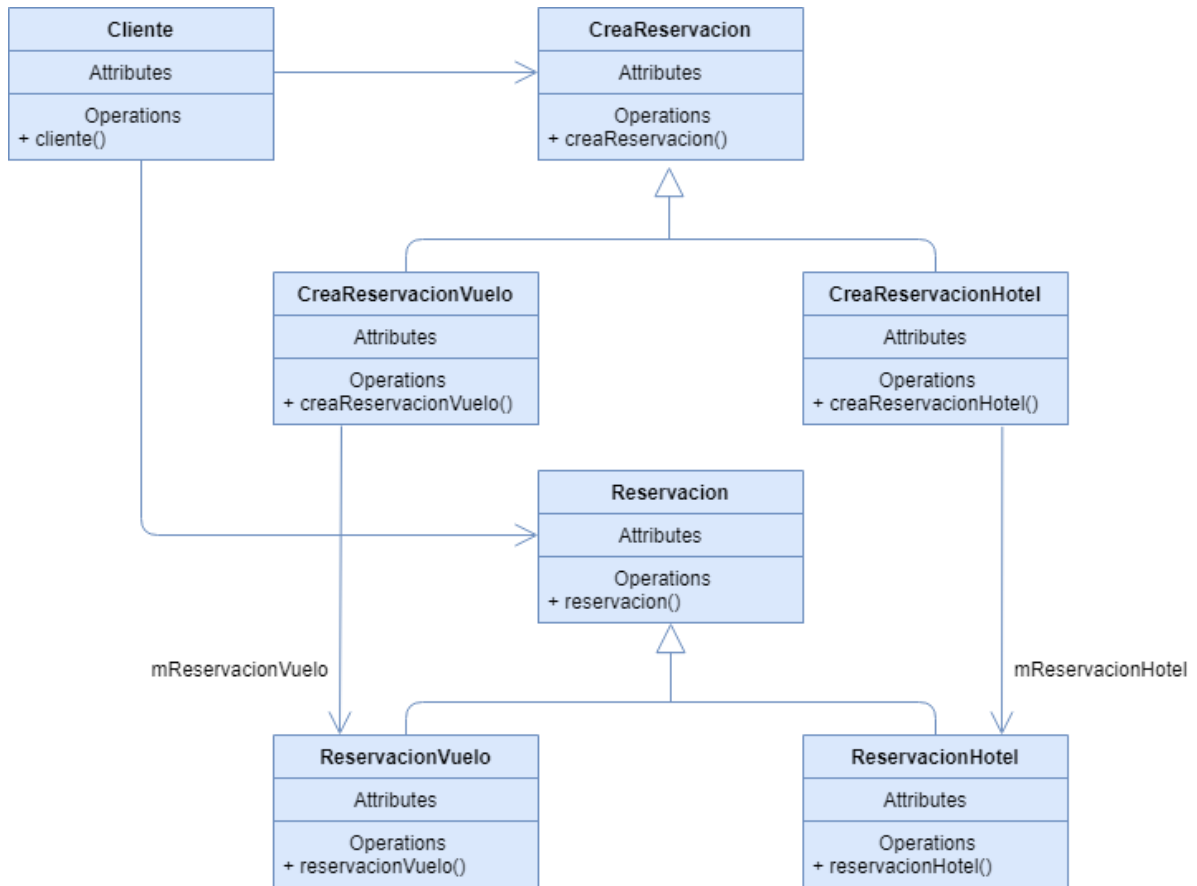 Cliente
Attributes
Operations
+ cliente()
CreaReservacion
Attributes
Operations
+ creaReservacion()
CreaReservacionVuelo
Attributes
Operations
+ creaReservacionVuelo()
CreaReservacionHotel
Attributes
Operations
+ creaReservacionHotel()
Reservacion
Attributes
Operations
+ reservacion()
mReservacionVuelo
mReservacionHotel
ReservacionVuelo
Attributes
Operations
+ reservacionVuelo()
ReservacionHotel
Attributes
Operations
+ reservacionHotel()